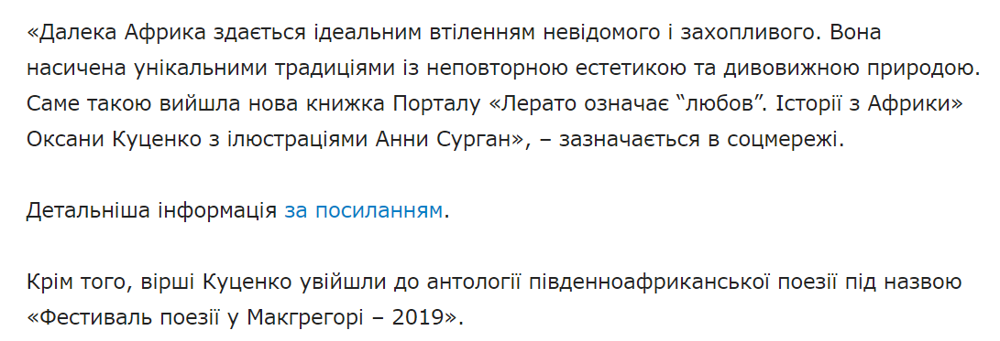 «Далека Африка здається ідеальним втіленням невідомого і захопливого. Вона
насичена унікальними традиціями із неповторною естетикою та дивовижною природою.
Саме такою вийшла нова книжка Порталу «Лерато означає “любов”. Історії з Африки»
Оксани Куценко з ілюстраціями Анни Сурган», – зазначається в соцмережі.
Детальніша інформація за посиланням.
Крім того, вірші Куценко увійшли до антології південноафриканської поезії під назвою
«Фестиваль поезії у Макгрегорі – 2019».